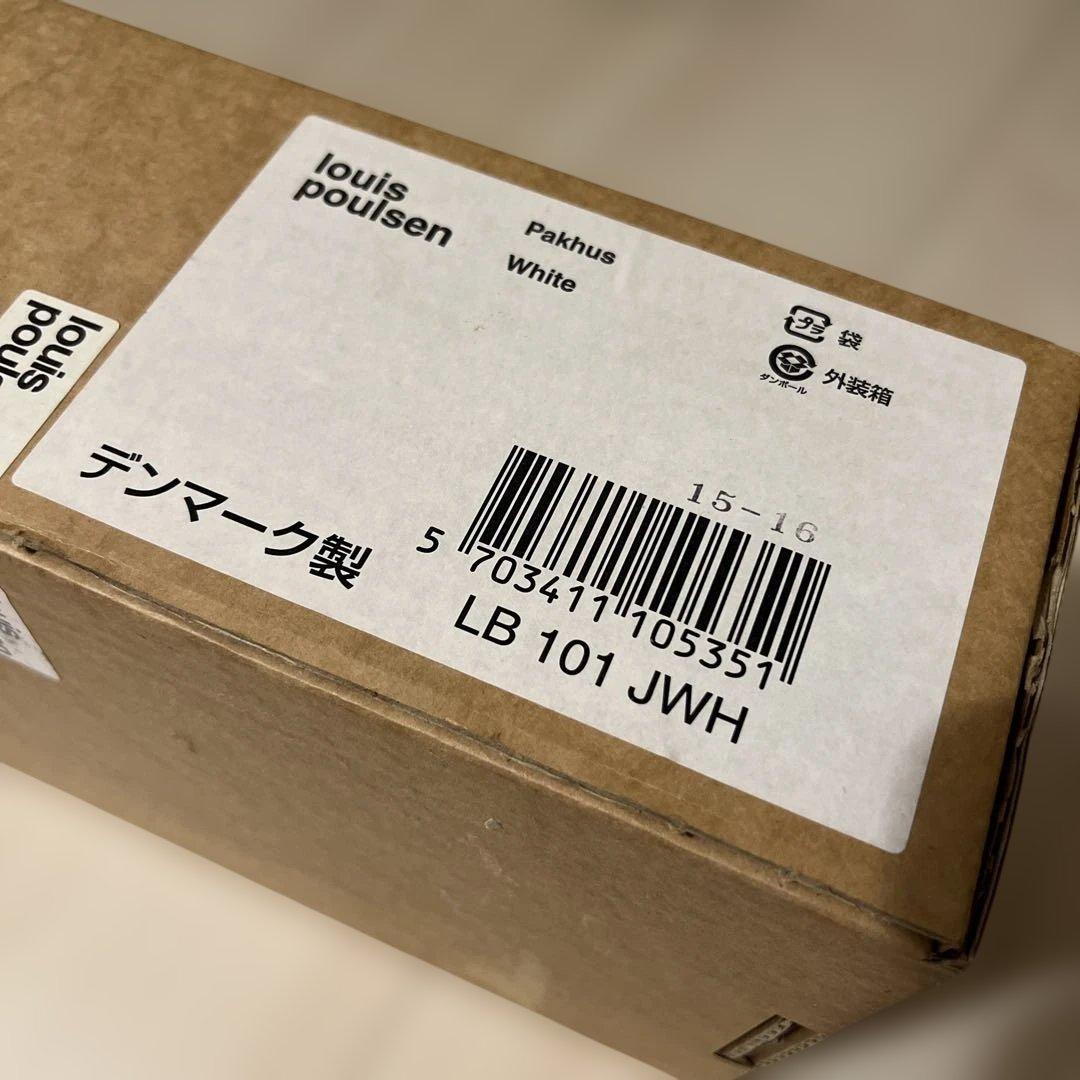 louis
poulsen
Pakhus
White
プラ 袋
ダンボール 外装箱
louis
デンマーク製
15-16
5 703411 105351
LB 101 JWH